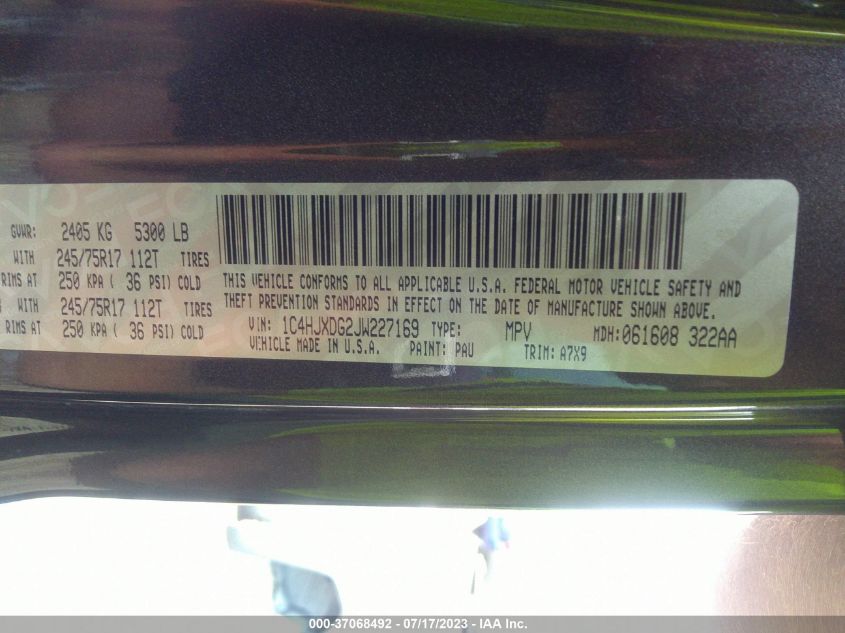 GVWR: 2405 KG 5300 LB
WITH 245/75R17 112T TIRES
RIMS AT 250 KPA ( 36 PSI) COLD
WITH 245/75R17 112T TIRES
RIMS AT 250 KPA ( 36 PSI) COLD
THIS VEHICLE CONFORMS TO ALL APPLICABLE U.S.A. FEDERAL MOTOR VEHICLE SAFETY AND
THEFT PREVENTION STANDARDS IN EFFECT ON THE DATE OF MANUFACTURE SHOWN ABOVE.
VIN: 1C4HJXDG2JW227169 TYPE: MPV MDH: 061608 322AA
VEHICLE MADE IN U.S.A. PAINT: PAU TRIM: A7X9
000-37068492 - 07/17/2023 - IAA Inc.